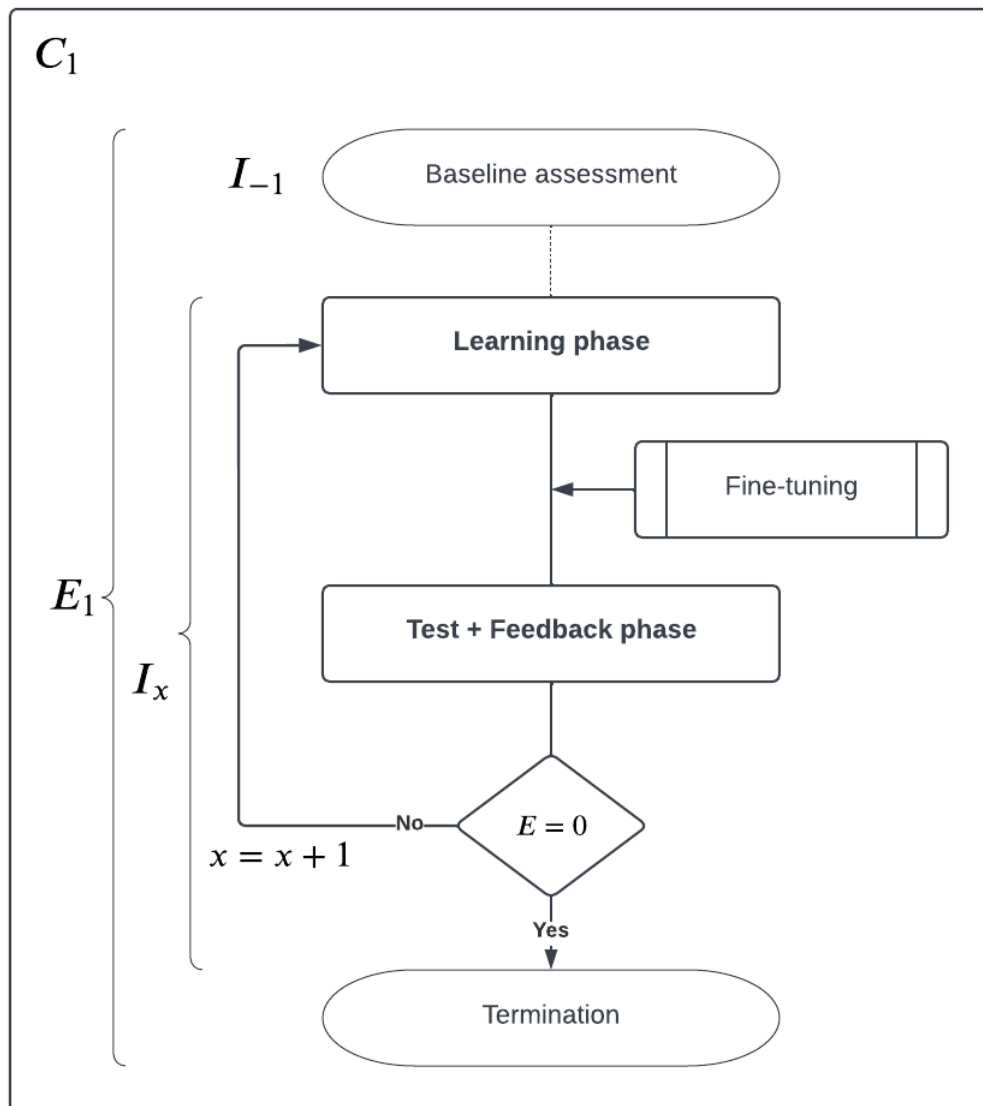 C₁
I₋₁
Baseline assessment
Learning phase
Fine-tuning
E₁
Test + Feedback phase
Iₓ
E = 0
No
x = x + 1
Yes
Termination